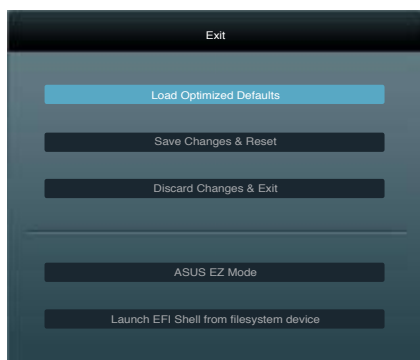 Exit
Load Optimized Defaults
Save Changes & Reset
Discard Changes & Exit
ASUS EZ Mode
Launch EFI Shell from filesystem device